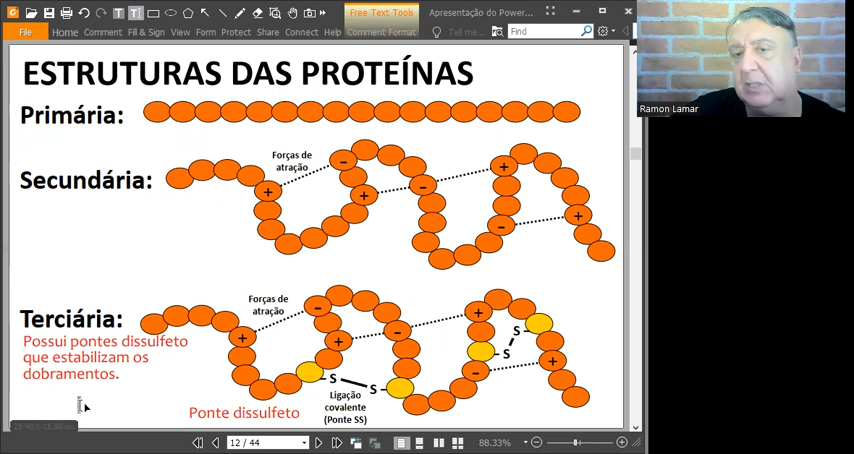 Free Text Tools
Apresentação do Power...
File
Home
Comment
Fill & Sign
View
Form
Protect
Share
Connect
Help
Comment Format
Tell me...
Find
Ramon Lamar
ESTRUTURAS DAS PROTEÍNAS
Primária:
Secundária:
Forças de
atração
-
+
+
-
+
-
+
Terciária:
Possui pontes dissulfeto
que estabilizam os
dobramentos.
Forças de
atração
-
+
+
-
+
-
+
S
S
S
S
Ligação
covalente
(Ponte SS)
Ponte dissulfeto
12 / 44
88.33%